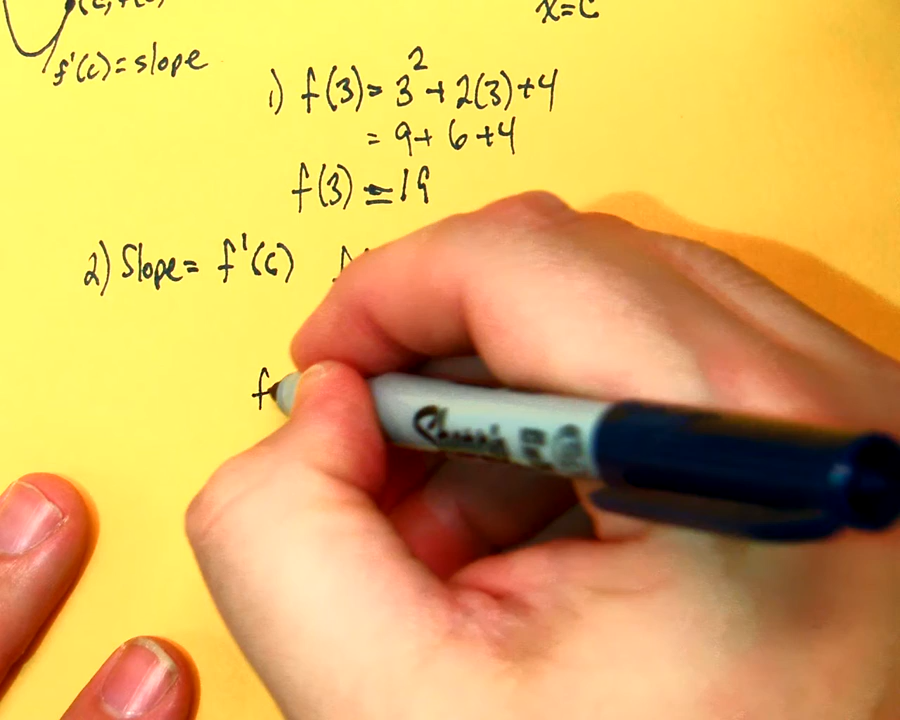 x=c
f'(c)=slope
1) f(3)= 3²+2(3)+4
= 9+ 6+4
f(3) = 19
2) Slope= f'(c)
f